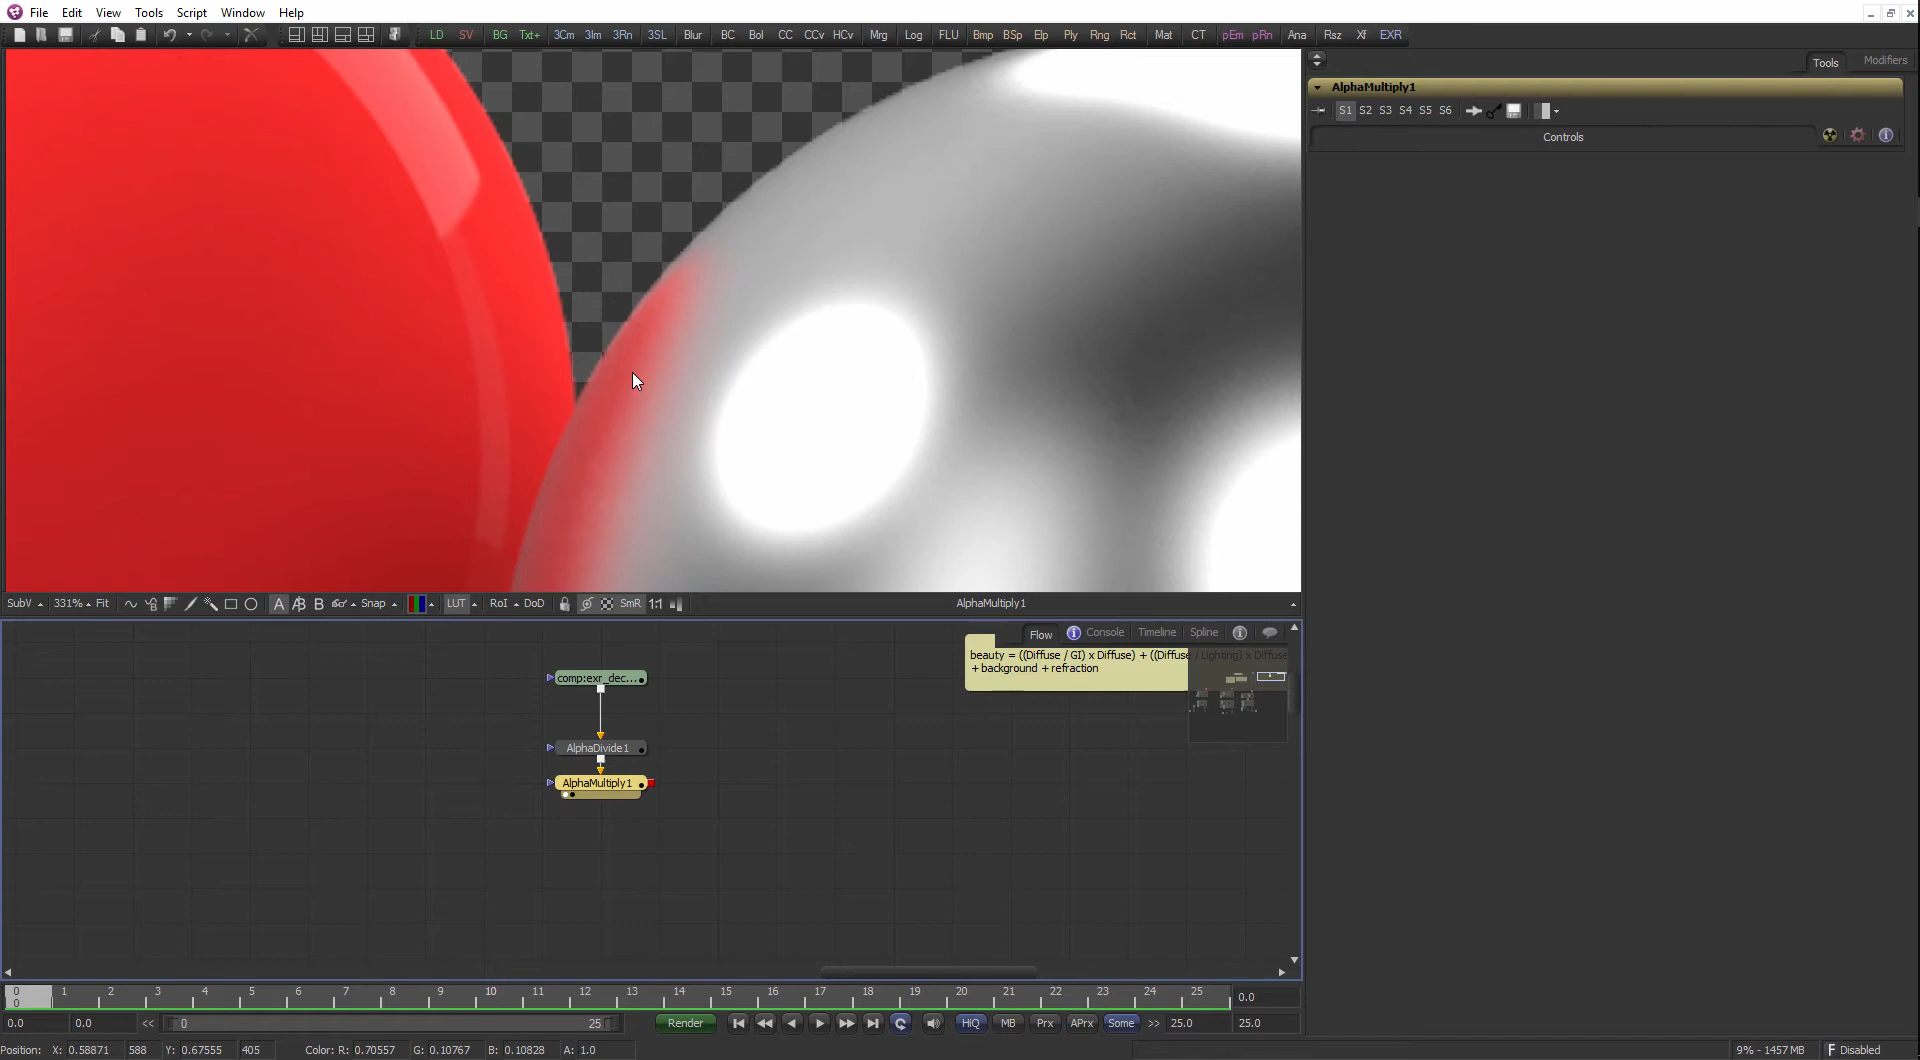 File Edit View Tools Script Window Help
LD SV BG Txt+ 3Cm 3Im 3Rn 3SL Blur BC Bol CC CCv HCv Mrg Log FLU Bmp BSp Elp Ply Rng Rct Mat CT pEm pRn Ana Rsz Xf EXR
Tools Modifiers
AlphaMultiply1
S1 S2 S3 S4 S5 S6
Controls
SubV 331% Fit A B Snap LUT RoI DoD SmR 1:1 AlphaMultiply1
Flow Console Timeline Spline
beauty = ((Diffuse / GI) x Diffuse) + ((Diffuse / Lighting) x Diffuse
+ background + refraction
comp:exr_dec...
AlphaDivide1
AlphaMultiply1
0 1 2 3 4 5 6 7 8 9 10 11 12 13 14 15 16 17 18 19 20 21 22 23 24 25 0.0
0
0.0 0.0 << 0 25 Render HiQ MB Prx APrx Some >> 25.0 25.0
Position: X: 0.58871 588 Y: 0.67555 405 Color: R: 0.70557 G: 0.10767 B: 0.10828 A: 1.0 9% - 1457 MB F Disabled